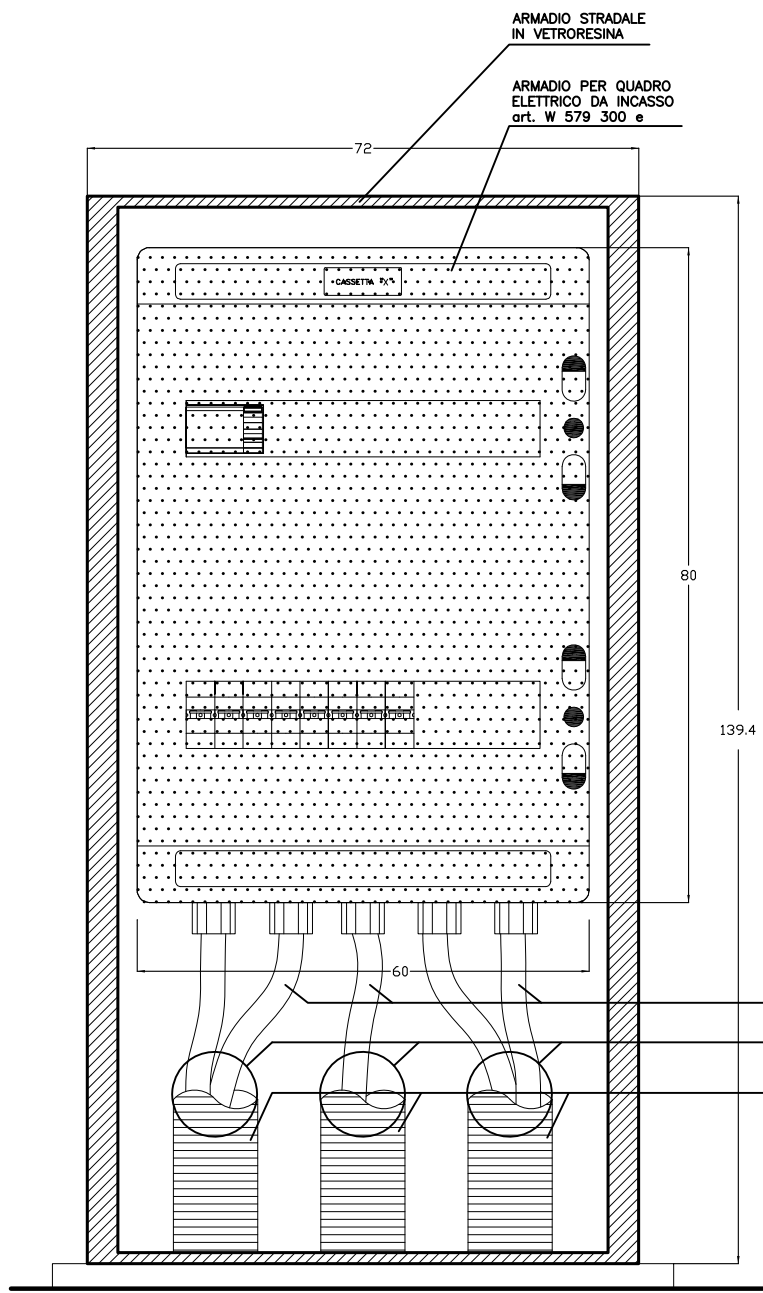 ARMADIO STRADALE
IN VETRORESINA
ARMADIO PER QUADRO
ELETTRICO DA INCASSO
art. W 579 300 e
72
CASSETTA "X"
80
139.4
60